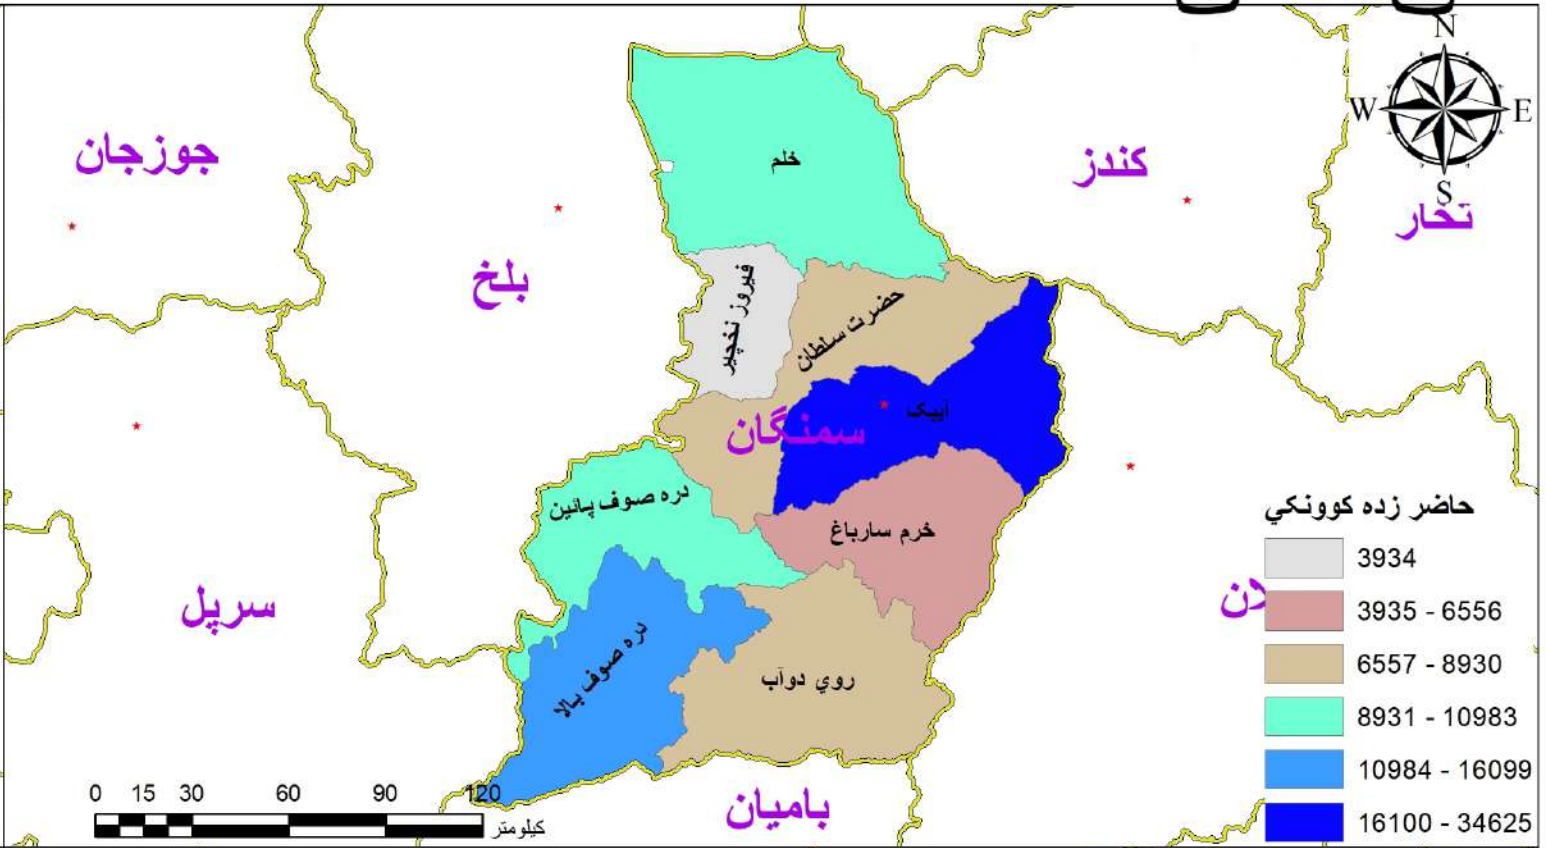 N
W
E
S
جوزجان
کندز
تخار
خلم
بلخ
فیروز نخچیر
حضرت سلطان
آیبک
سمنگان
دره صوف پائین
خرم سارباغ
سرپل
دره صوف بالا
روي دوآب
بامیان
لان
حاضر زده کوونکي
3934
3935 - 6556
6557 - 8930
8931 - 10983
10984 - 16099
16100 - 34625
0 15 30 60 90 120
کیلومتر